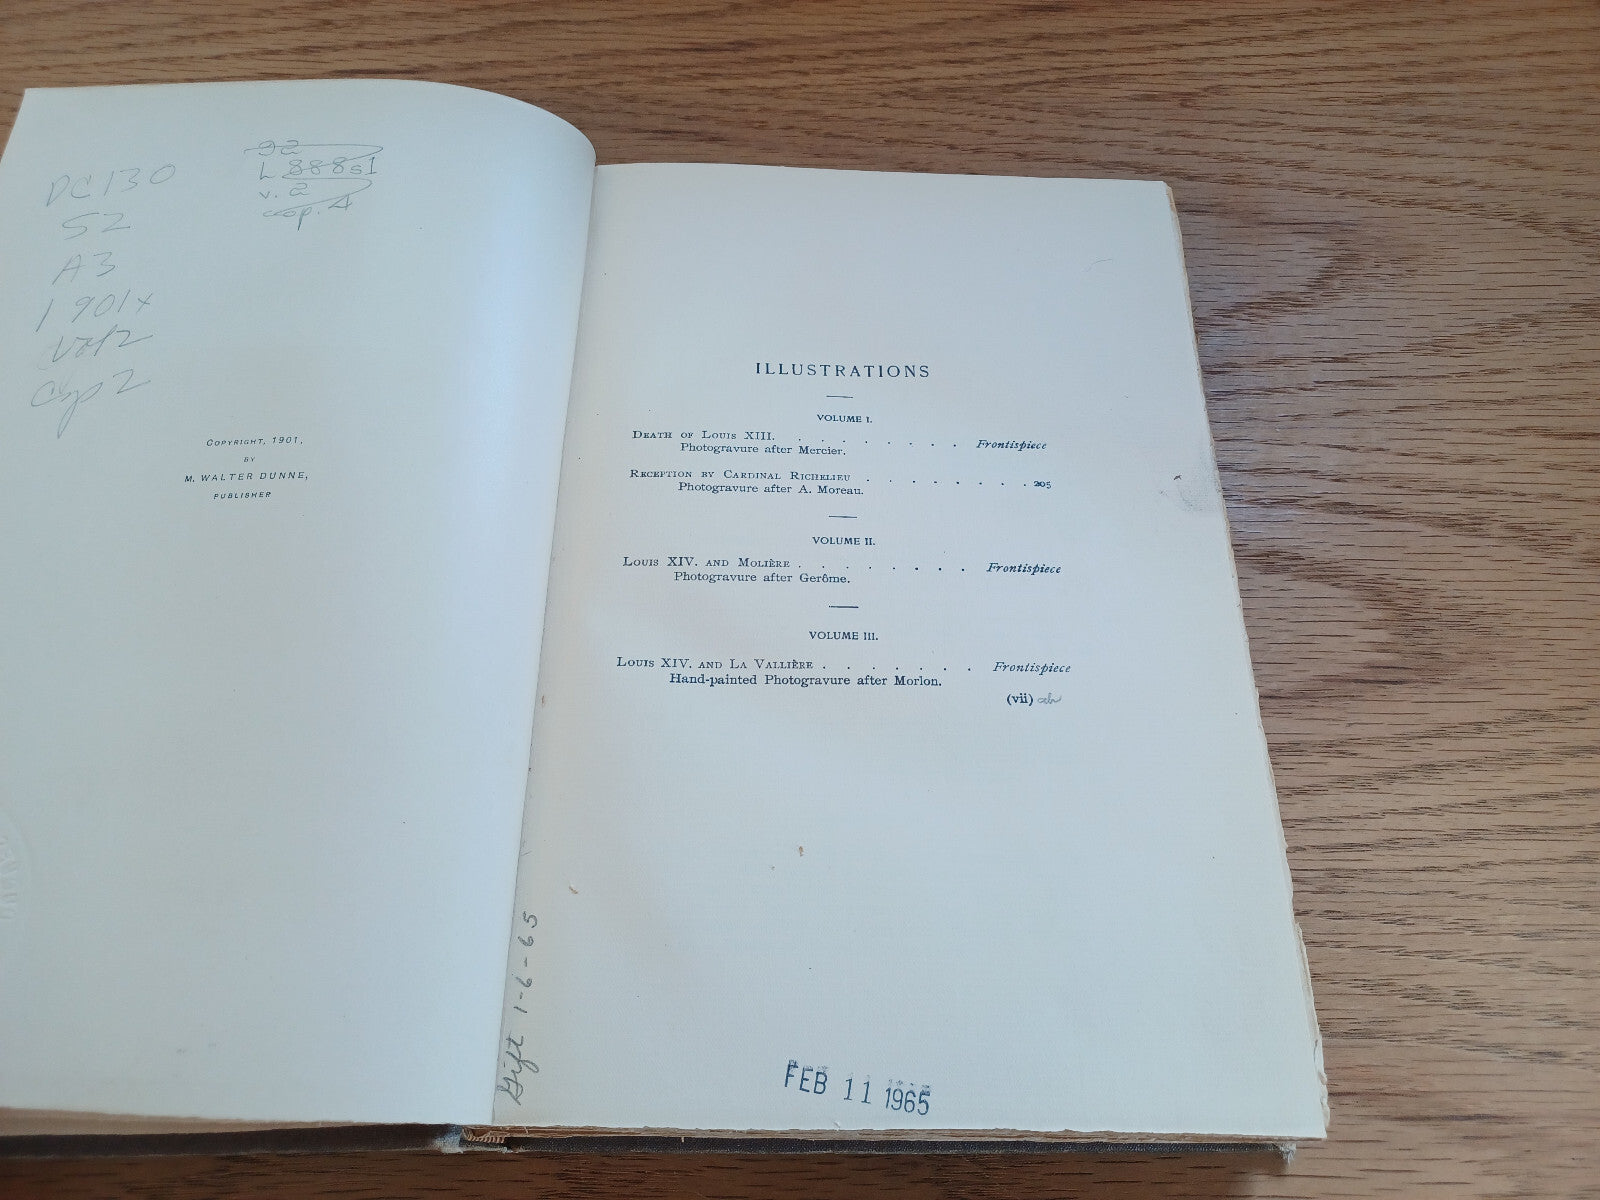 DC130
S2
A3
1901x
Vol2
Cop 2
92
L888s1
v. 2
cop. 4
COPYRIGHT, 1901,
BY
M. WALTER DUNNE,
PUBLISHER
Gift 1-6-65
ILLUSTRATIONS
VOLUME I.
DEATH OF LOUIS XIII. . . . . . . . . Frontispiece
Photogravure after Mercier.
RECEPTION BY CARDINAL RICHELIEU . . . . . . . . 205
Photogravure after A. Moreau.
VOLUME II.
LOUIS XIV. AND MOLIÈRE . . . . . . . . Frontispiece
Photogravure after Gerôme.
VOLUME III.
LOUIS XIV. AND LA VALLIÈRE . . . . . . . Frontispiece
Hand-painted Photogravure after Morlon.
(vii)
FEB 11 1965